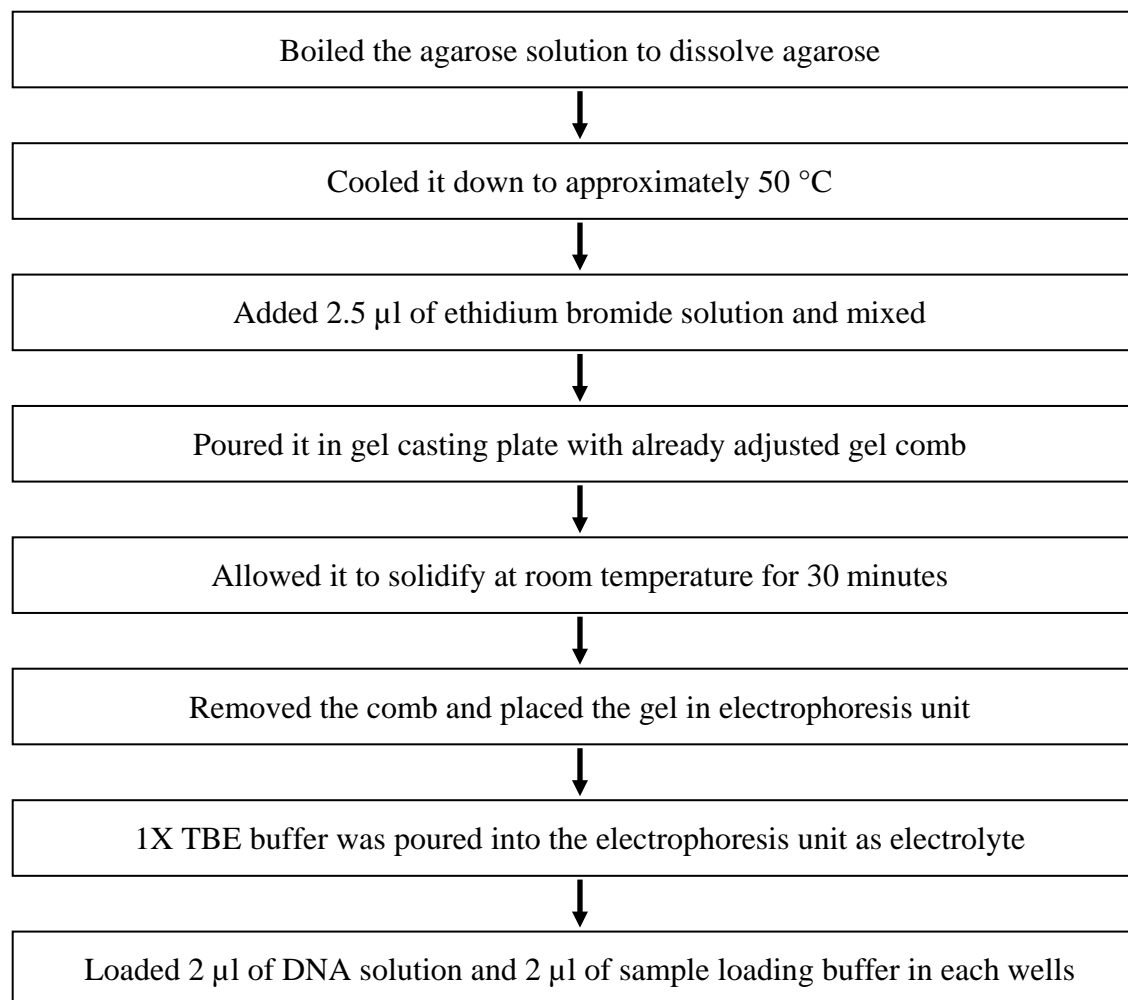 Boiled the agarose solution to dissolve agarose
Cooled it down to approximately 50 °C
Added 2.5 µl of ethidium bromide solution and mixed
Poured it in gel casting plate with already adjusted gel comb
Allowed it to solidify at room temperature for 30 minutes
Removed the comb and placed the gel in electrophoresis unit
1X TBE buffer was poured into the electrophoresis unit as electrolyte
Loaded 2 µl of DNA solution and 2 µl of sample loading buffer in each wells